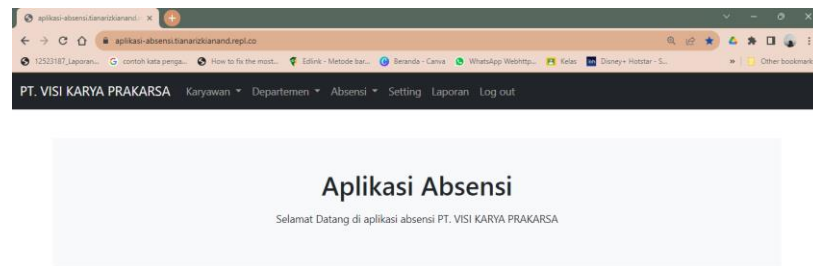 aplikasi-absensi.tianarizkianand.
aplikasi-absensi.tianarizkianand.repl.co
12523187_Laporan... contoh kata penga... How to fix the most... Edlink - Metode bar... Beranda - Canva WhatsApp Webhttp... Kelas Disney+ Hotstar - S... » Other bookmark
PT. VISI KARYA PRAKARSA Karyawan Departemen Absensi Setting Laporan Log out
Aplikasi Absensi
Selamat Datang di aplikasi absensi PT. VISI KARYA PRAKARSA